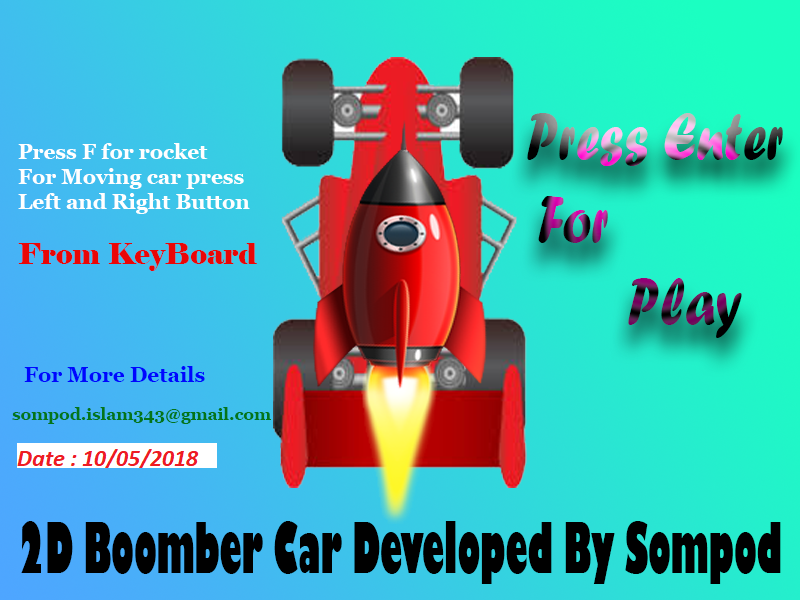 Press F for rocket
For Moving car press
Left and Right Button
From KeyBoard
Press Enter
For
Play
For More Details
sompod.islam343@gmail.com
Date : 10/05/2018
2D Boomber Car Developed By Sompod